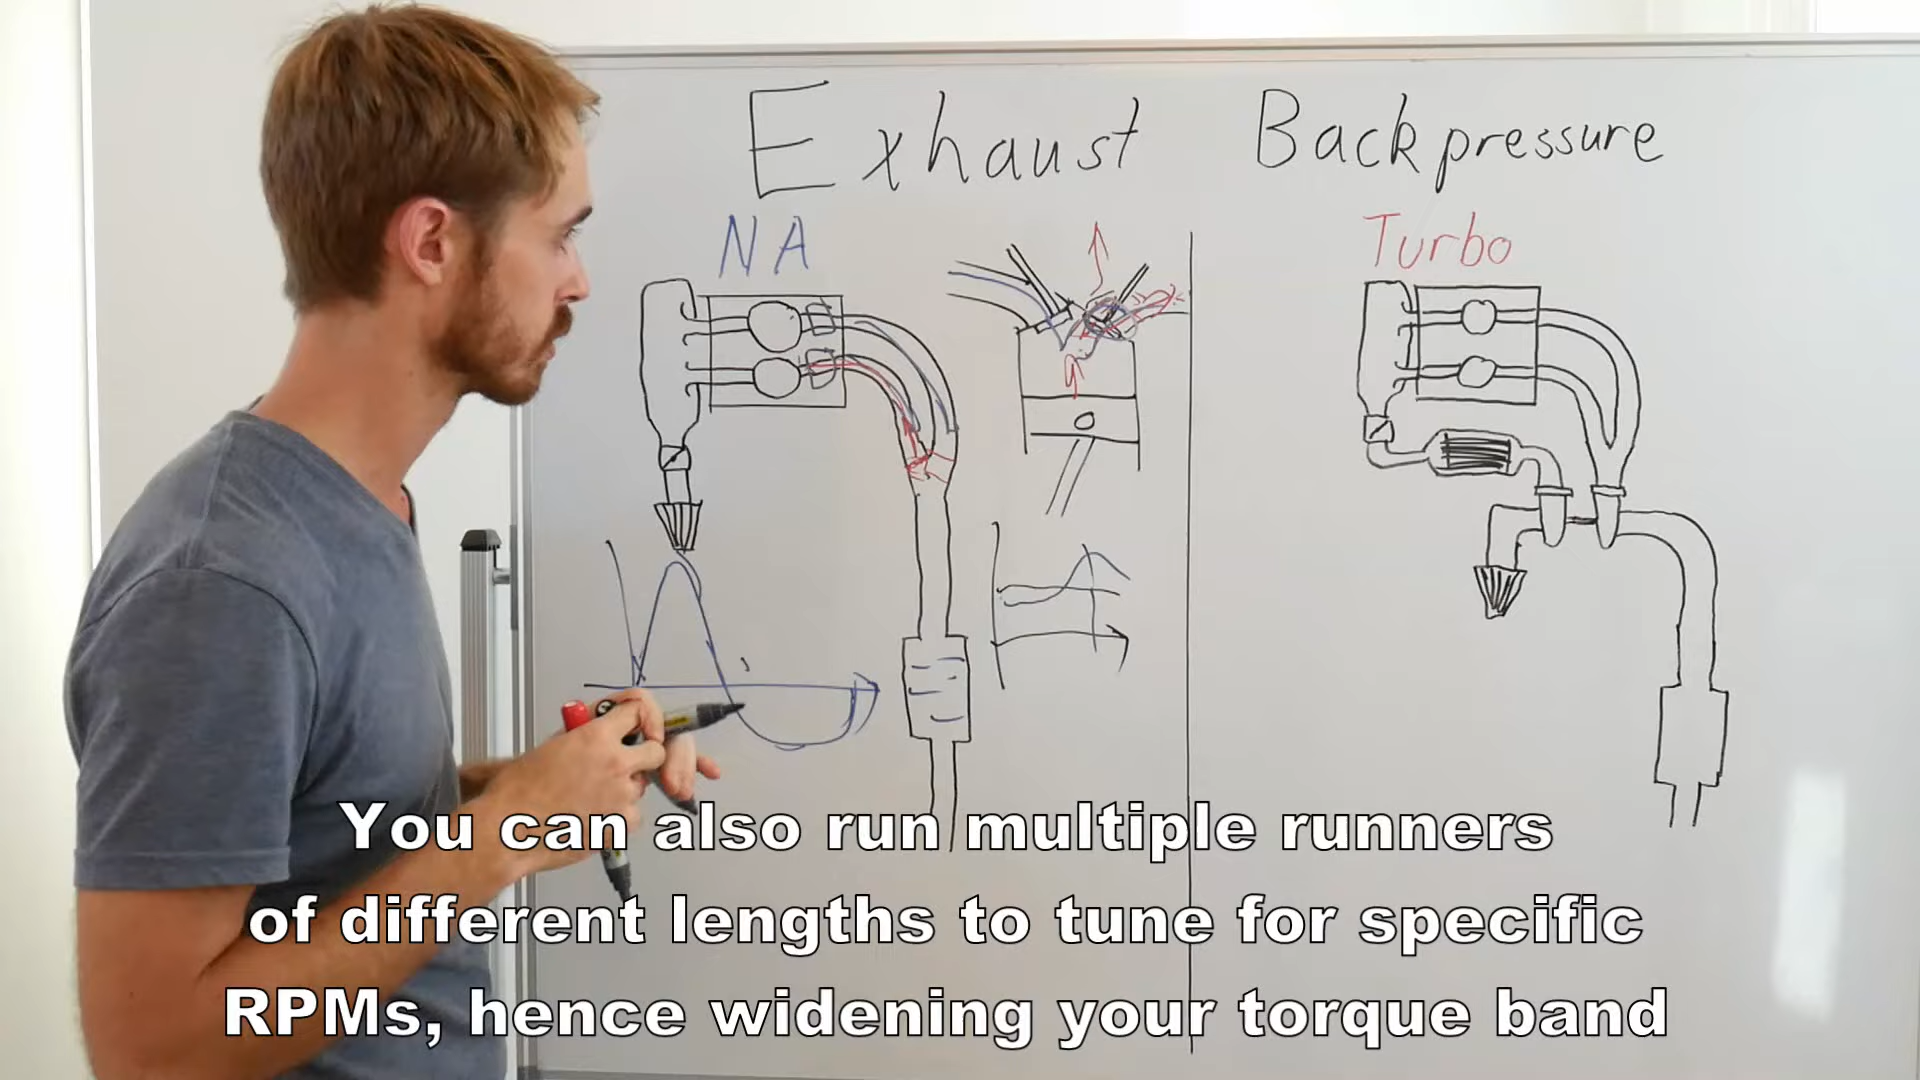 Exhaust Backpressure
NA
Turbo
You can also run multiple runners
of different lengths to tune for specific
RPMs, hence widening your torque band